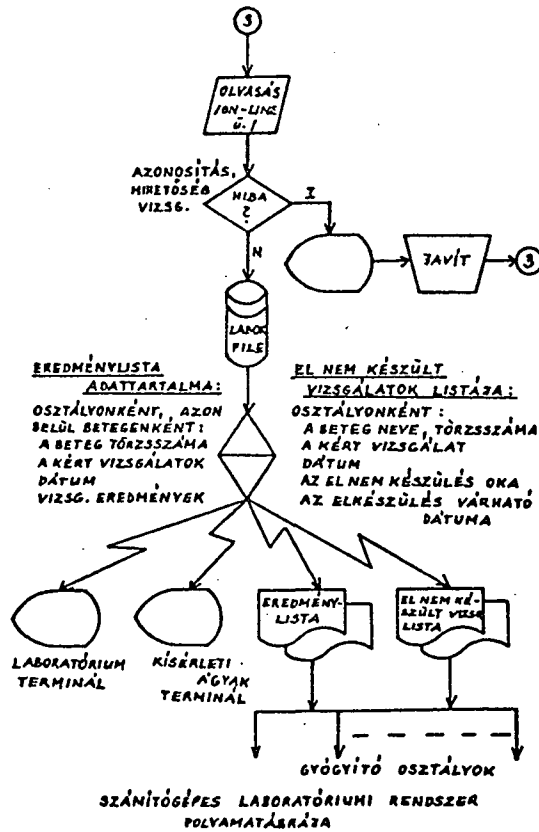 3
OLVASÁS
/ON-LINE
Ü./
AZONOSÍTÁS,
HIHETŐSÉG
VIZSG.
HIBA
?
I
N
JAVÍT
3
LABOR
FILE
EREDMÉNYLISTA
ADATTARTALMA:
OSZTÁLYONKÉNT, AZON
BELÜL BETEGENKÉNT:
A BETEG TÖRZSSZÁMA
A KÉRT VIZSGÁLATOK
DÁTUM
VIZSG. EREDMÉNYEK
EL NEM KÉSZÜLT
VIZSGÁLATOK LISTÁJA:
OSZTÁLYONKÉNT:
A BETEG NEVE, TÖRZSSZÁMA
A KÉRT VIZSGÁLAT
DÁTUM
AZ EL NEM KÉSZÜLÉS OKA
AZ ELKÉSZÜLÉS VÁRHATÓ
DÁTUMA
LABORATÓRIUM
TERMINÁL
KÍSÉRLETI
ÁGYAK
TERMINÁL
EREDMÉNY-
LISTA
EL NEM KÉ-
SZÜLT VIZSG
LISTA
GYÓGYÍTÓ OSZTÁLYOK
SZÁMÍTÓGÉPES LABORATÓRIUMI RENDSZER
FOLYAMATÁBRÁJA